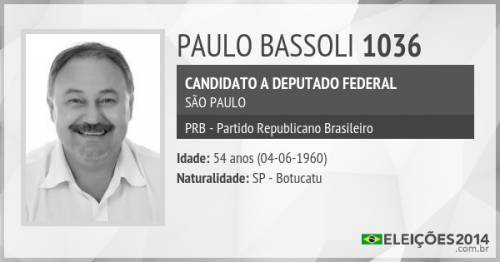 PAULO BASSOLI 1036
CANDIDATO A DEPUTADO FEDERAL
SÃO PAULO
PRB - Partido Republicano Brasileiro
Idade: 54 anos (04-06-1960)
Naturalidade: SP - Botucatu
ELEIÇÕES2014
.com.br